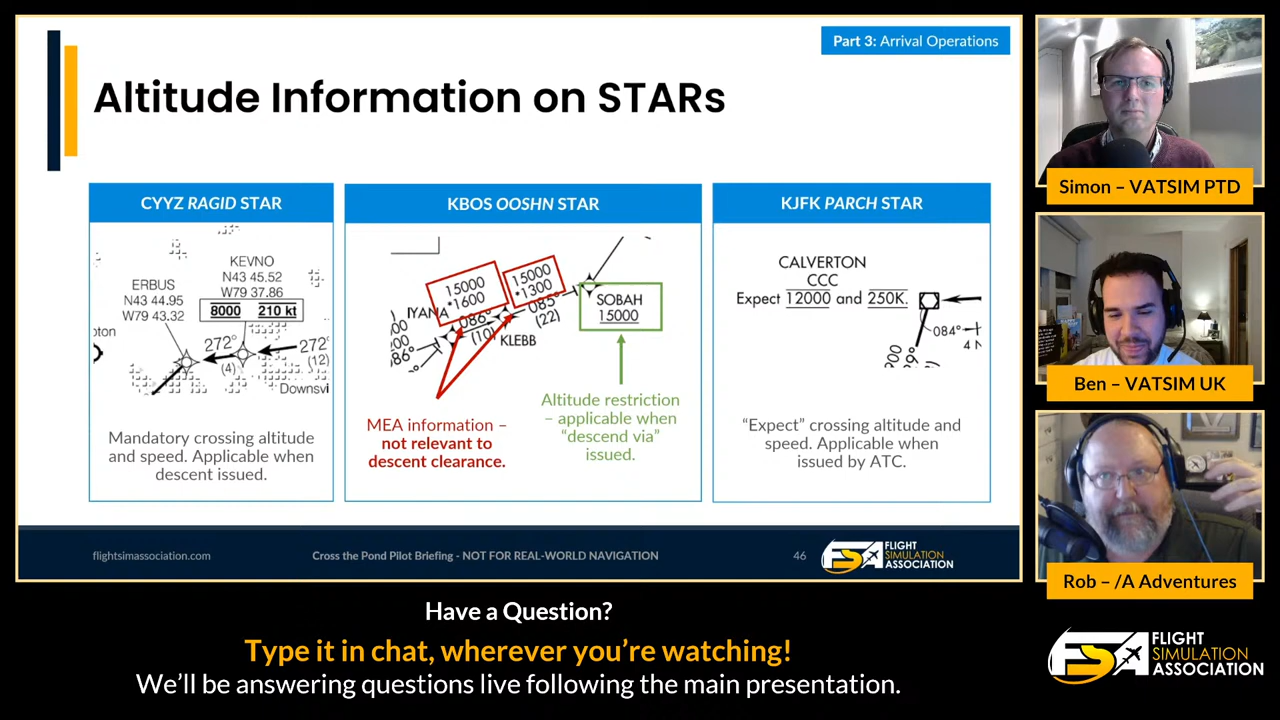 Part 3: Arrival Operations
Altitude Information on STARs
CYYZ RAGID STAR
KEVNO
N43 45.52
W79 37.86
8000 210 kt
ERBUS
N43 44.95
W79 43.32
272°
(4)
272°
(12)
Downsvi
Mandatory crossing altitude
and speed. Applicable when
descent issued.
KBOS OOSHN STAR
15000
*1600
15000
*1300
IYANA
086°
(10)
KLEBB
085°
(22)
SOBAH
15000
MEA information –
not relevant to
descent clearance.
Altitude restriction
– applicable when
“descend via”
issued.
KJFK PARCH STAR
CALVERTON
CCC
Expect 12000 and 250K.
084°
“Expect” crossing altitude and
speed. Applicable when
issued by ATC.
flightsimassociation.com
Cross the Pond Pilot Briefing - NOT FOR REAL-WORLD NAVIGATION
46
FSA FLIGHT
SIMULATION
ASSOCIATION
Simon – VATSIM PTD
Ben – VATSIM UK
Rob – /A Adventures
Have a Question?
Type it in chat, wherever you’re watching!
We’ll be answering questions live following the main presentation.
FSA FLIGHT
SIMULATION
ASSOCIATION